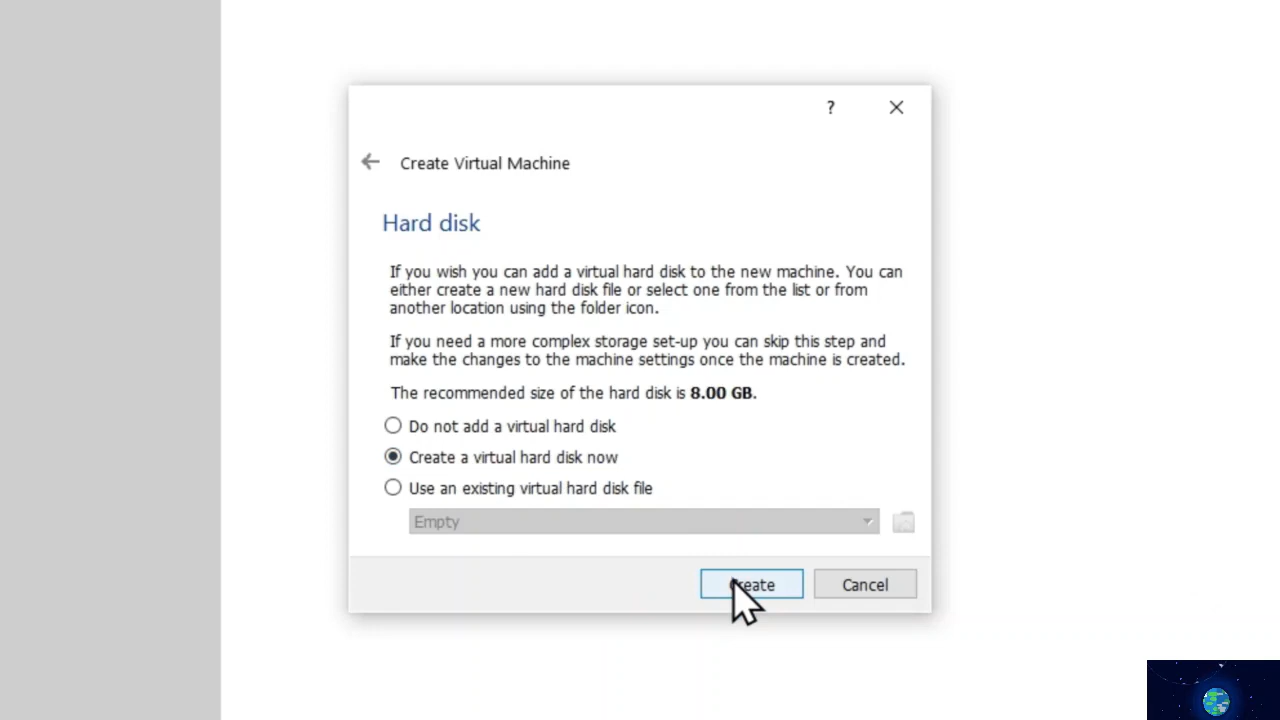 ?
Create Virtual Machine
Hard disk
If you wish you can add a virtual hard disk to the new machine. You can
either create a new hard disk file or select one from the list or from
another location using the folder icon.
If you need a more complex storage set-up you can skip this step and
make the changes to the machine settings once the machine is created.
The recommended size of the hard disk is 8.00 GB.
Do not add a virtual hard disk
Create a virtual hard disk now
Use an existing virtual hard disk file
Empty
Create
Cancel